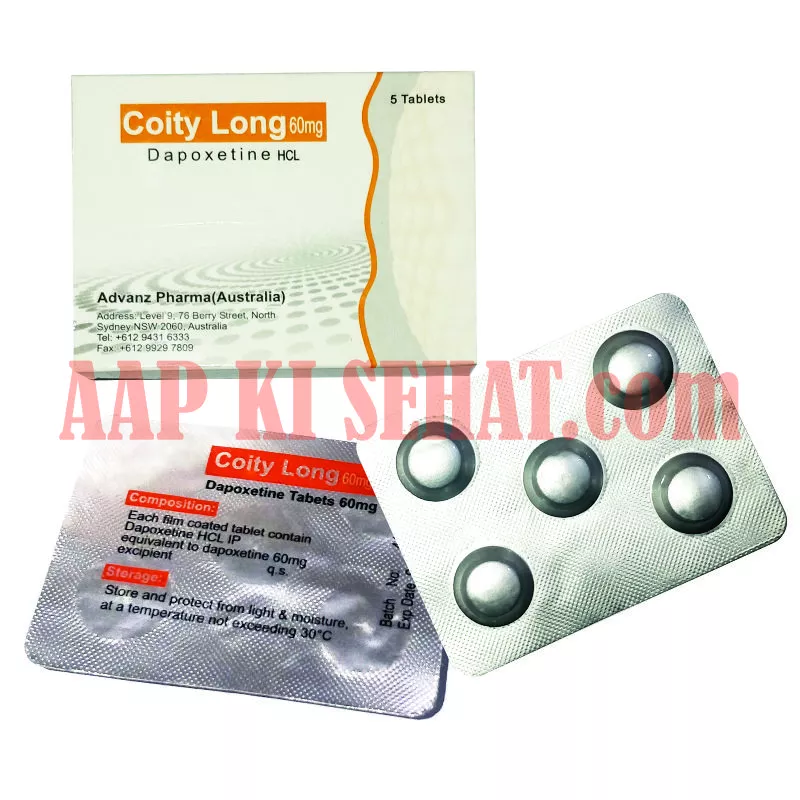 5 Tablets
Coity Long 60mg
Dapoxetine HCL
Advanz Pharma(Australia)
Address: Level 9, 76 Berry Street, North
Sydney NSW 2060, Australia
Tel: +612 9431 6333
Fax: +612 9929 7809
AAP KI SEHAT.com
Coity Long 60mg
Dapoxetine Tabets 60mg
Composition:
Each film coated tablet contain
Dapoxetine HCL IP
equivalent to dapoxetine 60mg
excipient q.s.
Storage:
Store and protect from light & moisture,
at a temperature not exceeding 30°C
Batch No.
Exp Date